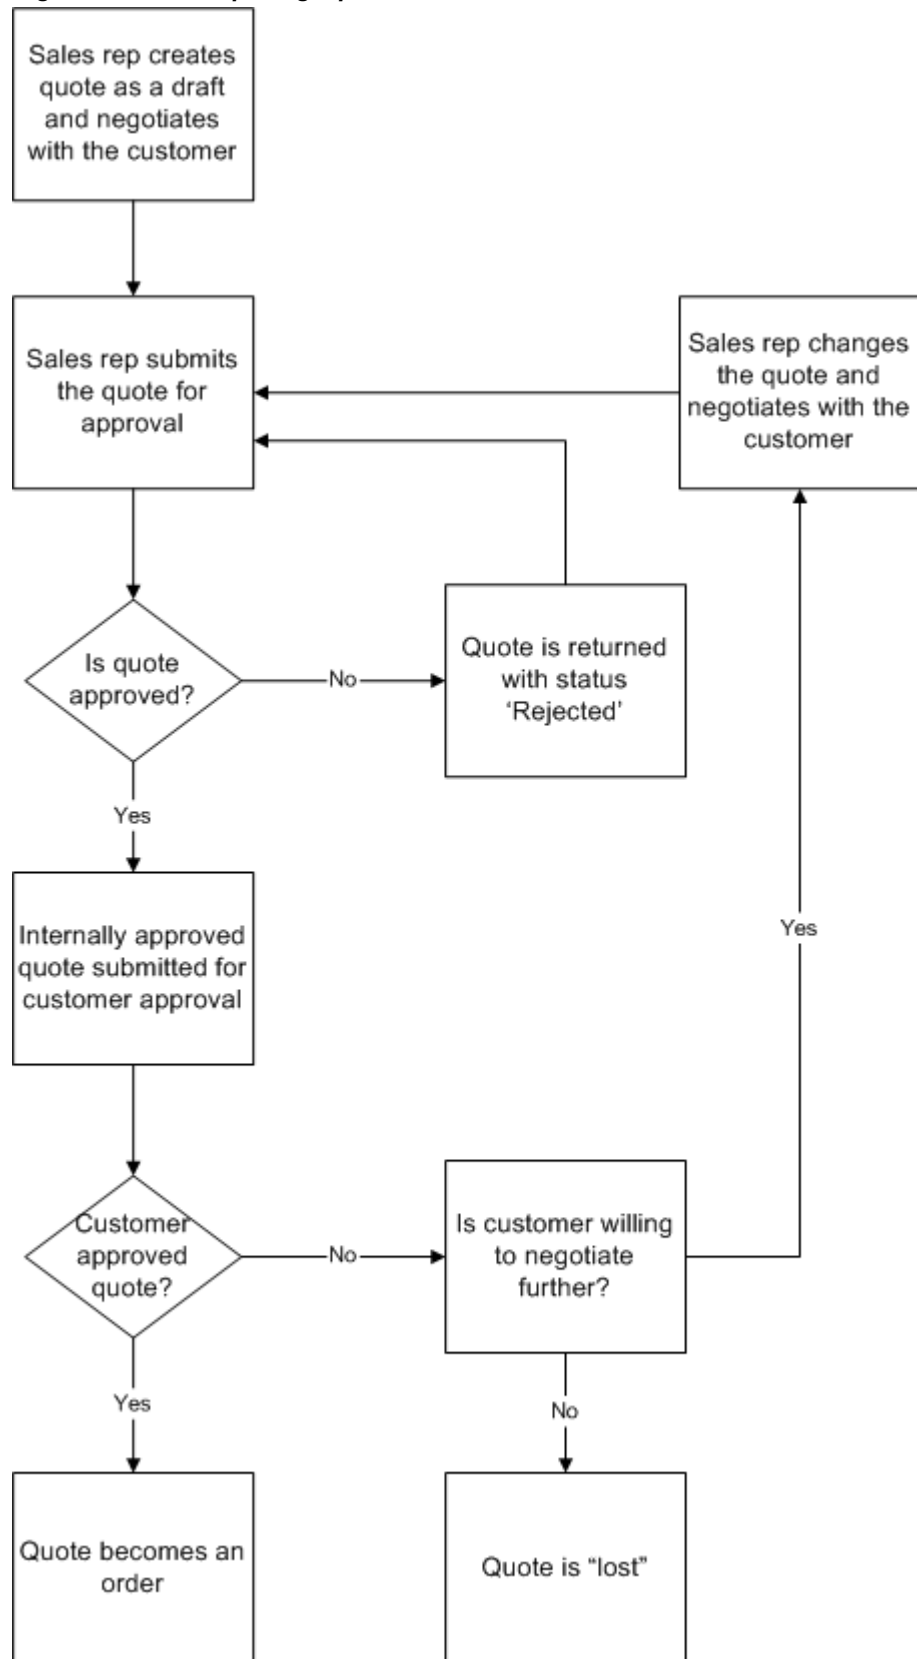 Sales rep creates
quote as a draft
and negotiates
with the customer
Sales rep submits
the quote for
approval
Sales rep changes
the quote and
negotiates with the
customer
Is quote
approved?
No
Quote is returned
with status
‘Rejected’
Yes
Internally approved
quote submitted for
customer approval
Yes
Customer
approved
quote?
No
Is customer willing
to negotiate
further?
Yes
No
Quote becomes an
order
Quote is “lost”